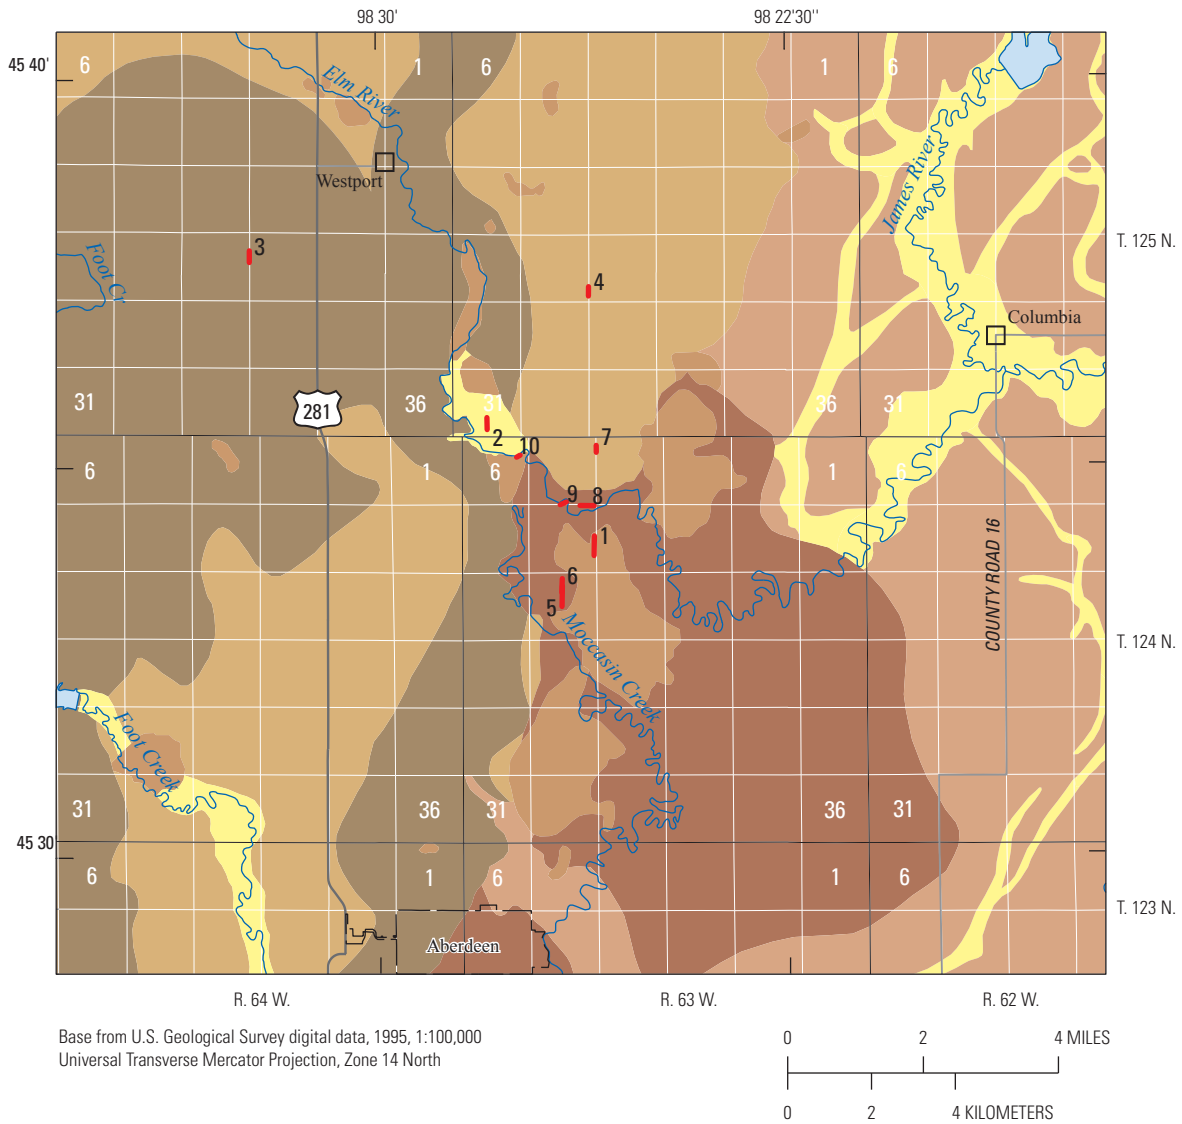 98 30'
98 22'30"
45 40'
6
1
6
1
6
Elm River
Westport
James River
T. 125 N.
3
Foot Cr
4
Columbia
31
281
36
31
36
31
2
10
7
6
1
6
1
6
9
8
1
6
5
COUNTY ROAD 16
Moccasin Creek
T. 124 N.
Foot Creek
31
36
31
36
31
45 30'
6
1
6
1
6
T. 123 N.
Aberdeen
R. 64 W.
R. 63 W.
R. 62 W.
Base from U.S. Geological Survey digital data, 1995, 1:100,000
Universal Transverse Mercator Projection, Zone 14 North
0 2 4 MILES
0 2 4 KILOMETERS